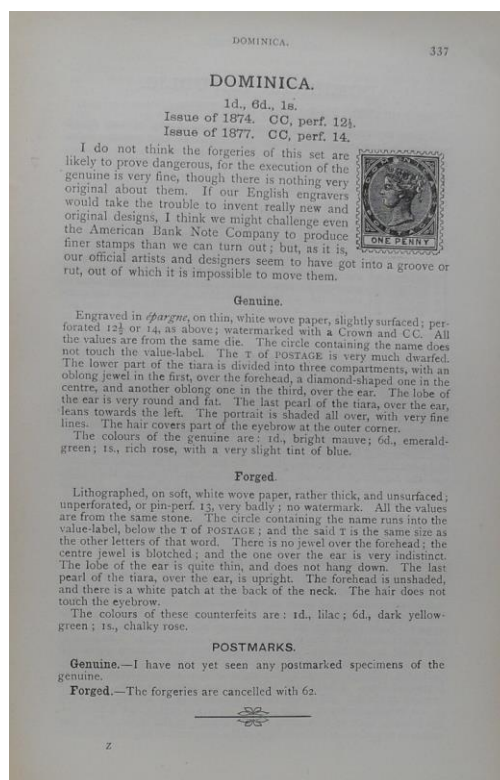 DOMINICA.
337
DOMINICA.
1d., 6d., 1s.
Issue of 1874. CC, perf. 12½.
Issue of 1877. CC, perf. 14.
I do not think the forgeries of this set are
likely to prove dangerous, for the execution of the
genuine is very fine, though there is nothing very
original about them. If our English engravers
would take the trouble to invent really new and
original designs, I think we might challenge even
the American Bank Note Company to produce
finer stamps than we can turn out; but, as it is,
our official artists and designers seem to have got into a groove or
rut, out of which it is impossible to move them.
ONE PENNY
Genuine.
Engraved in épargne, on thin, white wove paper, slightly surfaced; per-
forated 12½ or 14, as above; watermarked with a Crown and CC. All
the values are from the same die. The circle containing the name does
not touch the value-label. The T of POSTAGE is very much dwarfed.
The lower part of the tiara is divided into three compartments, with an
oblong jewel in the first, over the forehead, a diamond-shaped one in the
centre, and another oblong one in the third, over the ear. The lobe of
the ear is very round and fat. The last pearl of the tiara, over the ear,
leans towards the left. The portrait is shaded all over, with very fine
lines. The hair covers part of the eyebrow at the outer corner.
The colours of the genuine are: 1d., bright mauve; 6d., emerald-
green; 1s., rich rose, with a very slight tint of blue.
Forged.
Lithographed, on soft, white wove paper, rather thick, and unsurfaced;
unperforated, or pin-perf. 13, very badly; no watermark. All the values
are from the same stone. The circle containing the name runs into the
value-label, below the T of POSTAGE; and the said T is the same size as
the other letters of that word. There is no jewel over the forehead; the
centre jewel is blotched; and the one over the ear is very indistinct.
The lobe of the ear is quite thin, and does not hang down. The last
pearl of the tiara, over the ear, is upright. The forehead is unshaded,
and there is a white patch at the back of the neck. The hair does not
touch the eyebrow.
The colours of these counterfeits are: 1d., lilac; 6d., dark yellow-
green; 1s., chalky rose.
POSTMARKS.
Genuine.—I have not yet seen any postmarked specimens of the
genuine.
Forged.—The forgeries are cancelled with 62.
Z